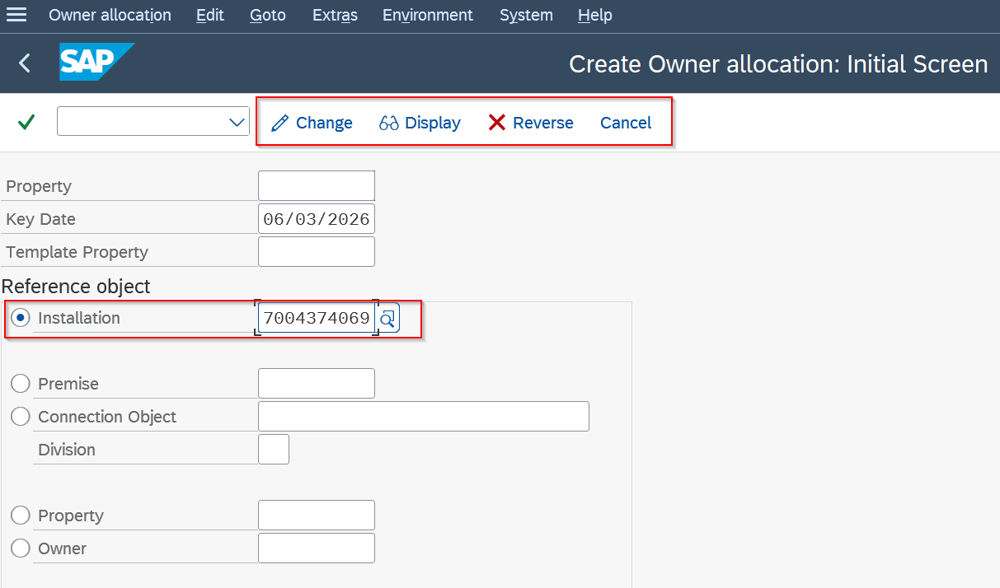 Owner allocation Edit Goto Extras Environment System Help
SAP Create Owner allocation: Initial Screen
Change Display Reverse Cancel
Property
Key Date 06/03/2026
Template Property
Reference object
Installation 7004374069
Premise
Connection Object
Division
Property
Owner